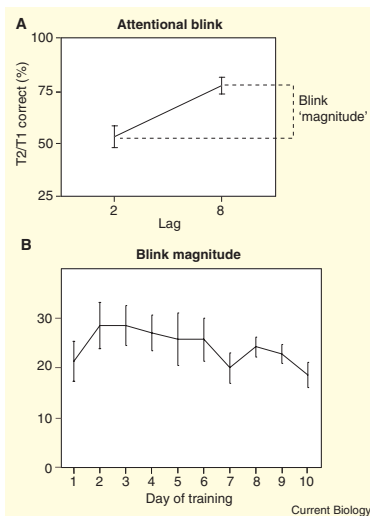 A
Attentional blink
100
75
50
25
T2/T1 correct (%)
Blink
‘magnitude’
2 8
Lag
B
Blink magnitude
30
20
10
0
1 2 3 4 5 6 7 8 9 10
Day of training
Current Biology